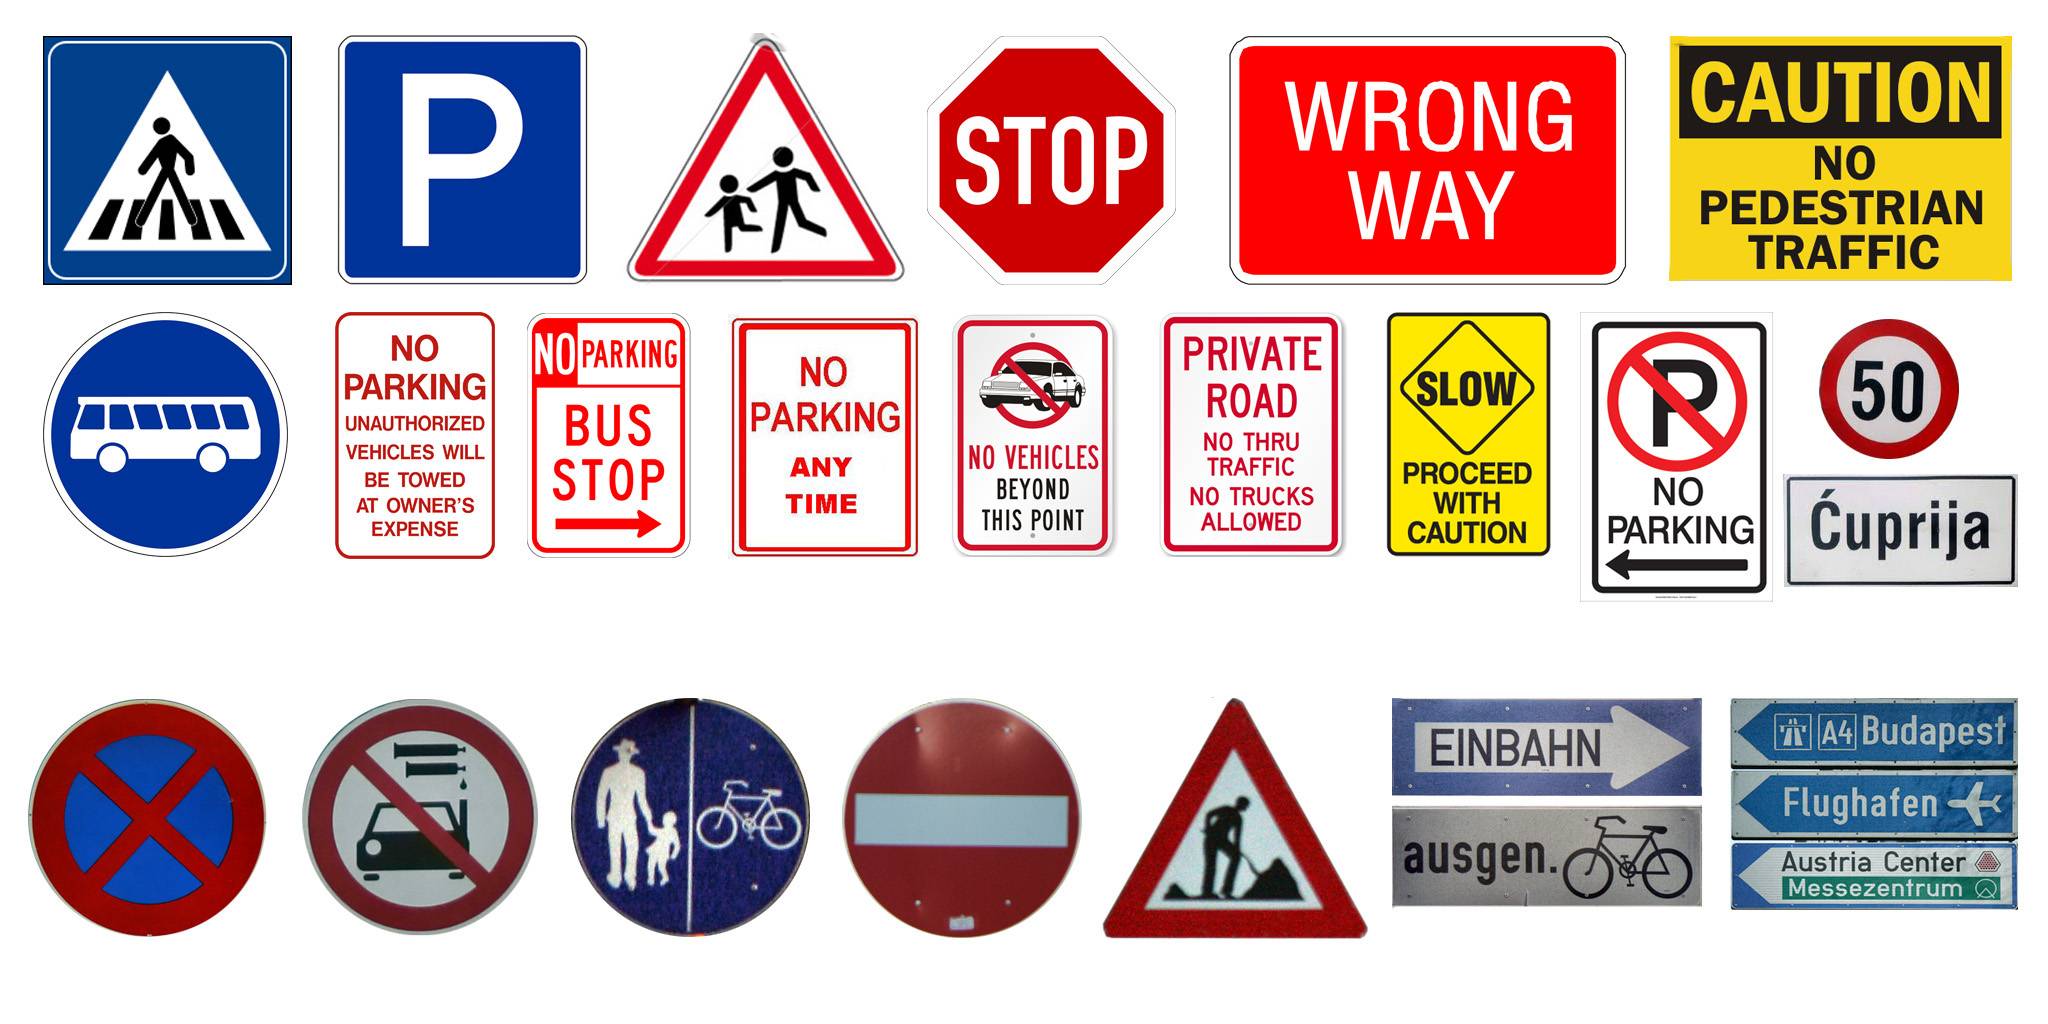 P
STOP
WRONG
WAY
CAUTION
NO
PEDESTRIAN
TRAFFIC
NO
PARKING
UNAUTHORIZED
VEHICLES WILL
BE TOWED
AT OWNER'S
EXPENSE
NO PARKING
BUS
STOP
NO
PARKING
ANY
TIME
NO VEHICLES
BEYOND
THIS POINT
PRIVATE
ROAD
NO THRU
TRAFFIC
NO TRUCKS
ALLOWED
SLOW
PROCEED
WITH
CAUTION
P
NO
PARKING
50
Ćuprija
EINBAHN
ausgen.
A4 Budapest
Flughafen
Austria Center
Messezentrum